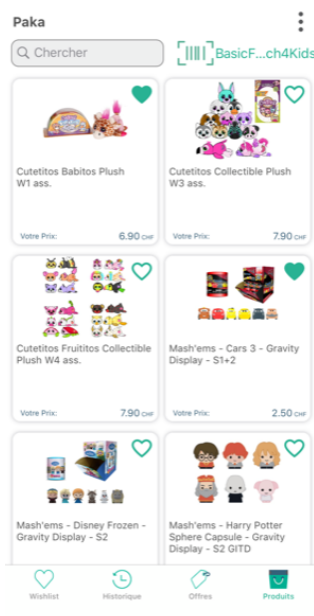 Paka
Chercher
BasicF...ch4Kids
Cutetitos Babitos Plush
W1 ass.
Votre Prix: 6.90 CHF
Cutetitos Collectible Plush
W3 ass.
Votre Prix: 7.90 CHF
Cutetitos Fruititos Collectible
Plush W4 ass.
Votre Prix: 7.90 CHF
Mash'ems - Cars 3 - Gravity
Display - S1+2
Votre Prix: 2.50 CHF
Mash'ems - Disney Frozen -
Gravity Display - S2
Mash'ems - Harry Potter
Sphere Capsule - Gravity
Display - S2 GITD
Wishlist
Historique
Offres
Produits